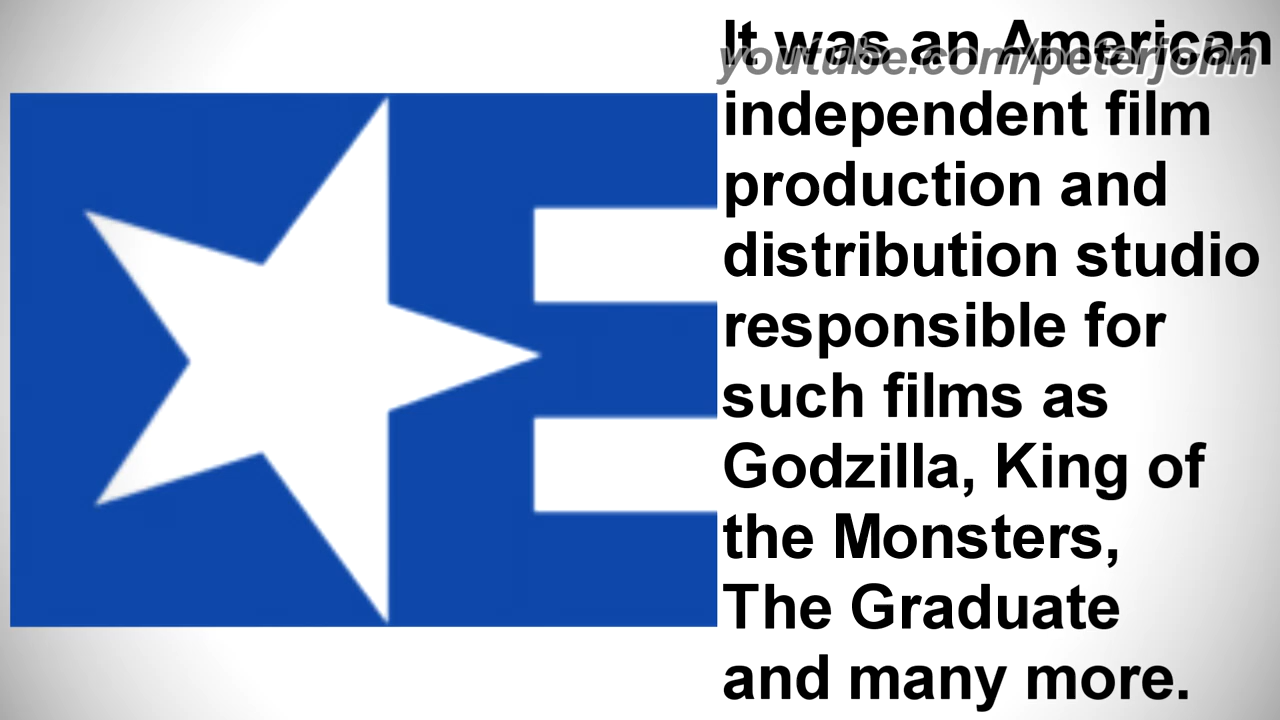 It was an American
youtube.com/peterjohn
independent film
production and
distribution studio
responsible for
such films as
Godzilla, King of
the Monsters,
The Graduate
and many more.